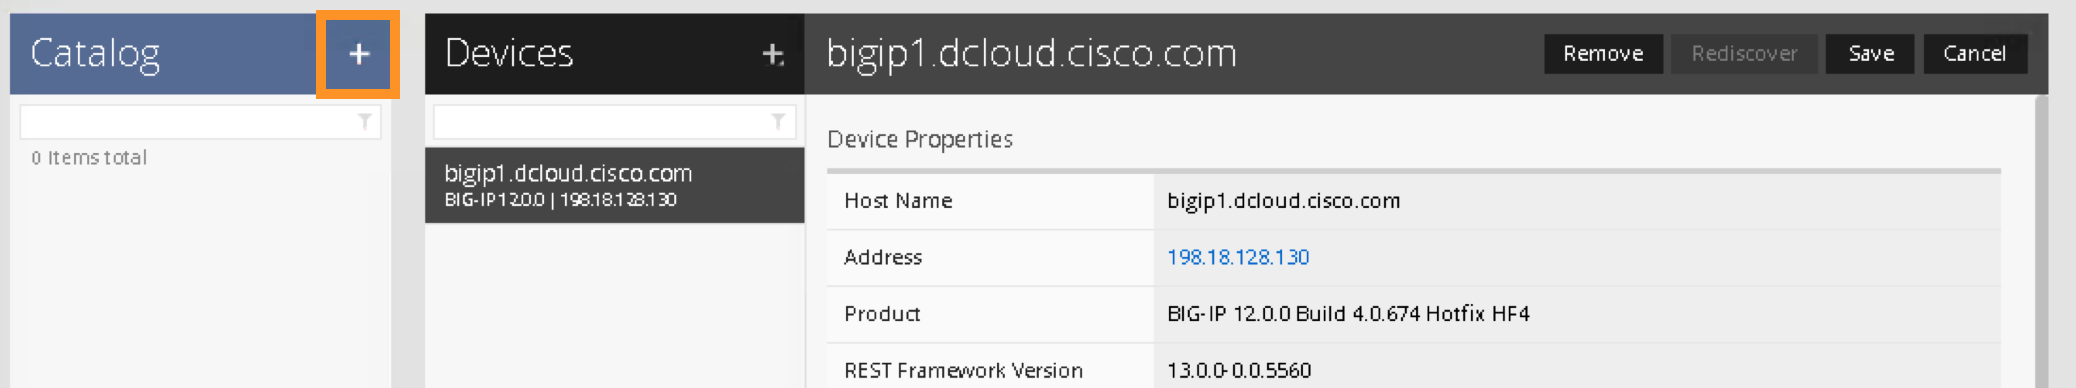 Catalog +
0 Items total
Devices +
bigip1.dcloud.cisco.com
BIG-IP 12.0.0 | 198.18.128.130
bigip1.dcloud.cisco.com
Remove
Rediscover
Save
Cancel
Device Properties
Host Name bigip1.dcloud.cisco.com
Address 198.18.128.130
Product BIG-IP 12.0.0 Build 4.0.674 Hotfix HF4
REST Framework Version 13.0.0-0.0.5560